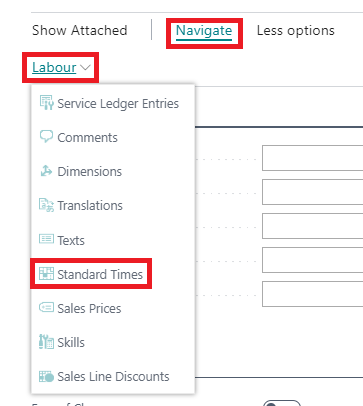 Show Attached Navigate Less options
Labour
Service Ledger Entries
Comments
Dimensions
Translations
Texts
Standard Times
Sales Prices
Skills
Sales Line Discounts